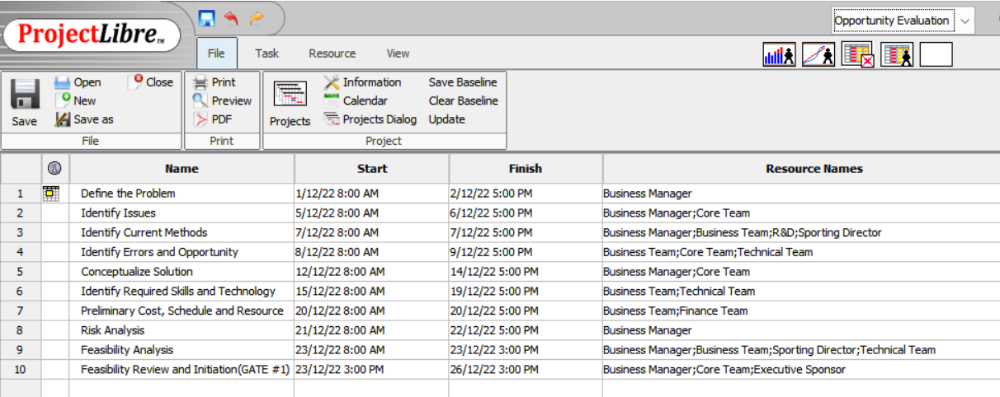 ProjectLibre™
Opportunity Evaluation
File Task Resource View
Save
Open
New
Save as
Close
File
Print
Preview
PDF
Print
Projects
Information
Calendar
Projects Dialog
Save Baseline
Clear Baseline
Update
Project
Name Start Finish Resource Names
1 Define the Problem 1/12/22 8:00 AM 2/12/22 5:00 PM Business Manager
2 Identify Issues 5/12/22 8:00 AM 6/12/22 5:00 PM Business Manager;Core Team
3 Identify Current Methods 7/12/22 8:00 AM 7/12/22 5:00 PM Business Manager;Business Team;R&D;Sporting Director
4 Identify Errors and Opportunity 8/12/22 8:00 AM 9/12/22 5:00 PM Business Team;Core Team;Technical Team
5 Conceptualize Solution 12/12/22 8:00 AM 14/12/22 5:00 PM Business Manager;Core Team
6 Identify Required Skills and Technology 15/12/22 8:00 AM 19/12/22 5:00 PM Business Team;Technical Team
7 Preliminary Cost, Schedule and Resource 20/12/22 8:00 AM 20/12/22 5:00 PM Business Team;Finance Team
8 Risk Analysis 21/12/22 8:00 AM 22/12/22 5:00 PM Business Manager
9 Feasibility Analysis 23/12/22 8:00 AM 23/12/22 3:00 PM Business Manager;Business Team;Sporting Director;Technical Team
10 Feasibility Review and Initiation(GATE #1) 23/12/22 3:00 PM 26/12/22 3:00 PM Business Manager;Core Team;Executive Sponsor